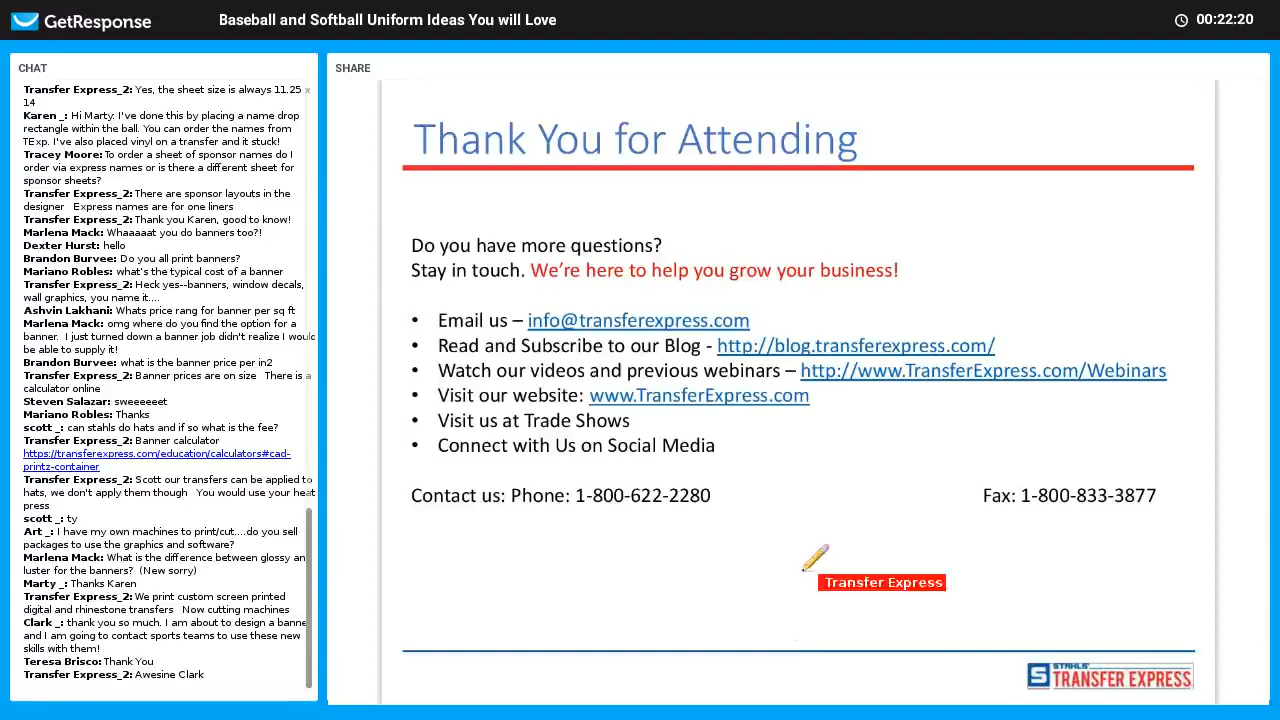 GetResponse
Baseball and Softball Uniform Ideas You will Love
00:22:20
CHAT
Transfer Express_2: Yes, the sheet size is always 11.25 x
14
Karen _: Hi Marty. I've done this by placing a name drop
rectangle within the ball. You can order the names from
TExp. I've also placed vinyl on a transfer and it stuck!
Tracey Moore: To order a sheet of sponsor names do I
order via express names or is there a different sheet for
sponsor sheets?
Transfer Express_2: There are sponsor layouts in the
designer   Express names are for one liners
Transfer Express_2: Thank you Karen, good to know!
Marlena Mack: Whaaaaat you do banners too?!
Dexter Hurst: hello
Brandon Burvee: Do you all print banners?
Mariano Robles: what's the typical cost of a banner
Transfer Express_2: Heck yes--banners, window decals,
wall graphics, you name it....
Ashvin Lakhani: Whats price rang for banner per sq ft
Marlena Mack: omg where do you find the option for a
banner.  I just turned down a banner job didn't realize I would
be able to supply it!
Brandon Burvee: what is the banner price per in2
Transfer Express_2: Banner prices are on size   There is a
calculator online
Steven Salazar: sweeeeeet
Mariano Robles: Thanks
scott _: can stahls do hats and if so what is the fee?
Transfer Express_2: Banner calculator
https://transferexpress.com/education/calculators#cad-
printz-container
Transfer Express_2: Scott our transfers can be applied to
hats, we don't apply them though   You would use your heat
press
scott _: ty
Art _: I have my own machines to print/cut....do you sell
packages to use the graphics and software?
Marlena Mack: What is the difference between glossy an
luster for the banners?  (New sorry)
Marty _: Thanks Karen
Transfer Express_2: We print custom screen printed
digital and rhinestone transfers   Now cutting machines
Clark _: thank you so much. I am about to design a banne
and I am going to contact sports teams to use these new
skills with them!
Teresa Brisco: Thank You
Transfer Express_2: Awesine Clark
SHARE
Thank You for Attending
Do you have more questions?
Stay in touch. We're here to help you grow your business!
• Email us – info@transferexpress.com
• Read and Subscribe to our Blog - http://blog.transferexpress.com/
• Watch our videos and previous webinars – http://www.TransferExpress.com/Webinars
• Visit our website: www.TransferExpress.com
• Visit us at Trade Shows
• Connect with Us on Social Media
Contact us: Phone: 1-800-622-2280 Fax: 1-800-833-3877
Transfer Express
S STAHLS' TRANSFER EXPRESS